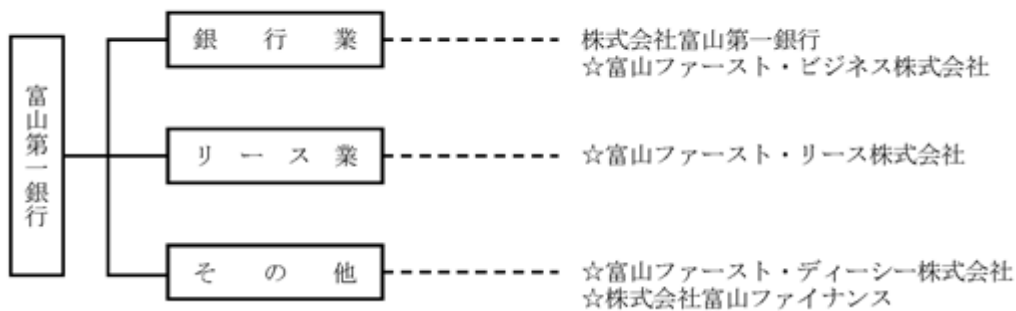 富山第一銀行
銀行業
株式会社富山第一銀行
☆富山ファースト・ビジネス株式会社
リース業
☆富山ファースト・リース株式会社
その他
☆富山ファースト・ディーシー株式会社
☆株式会社富山ファイナンス